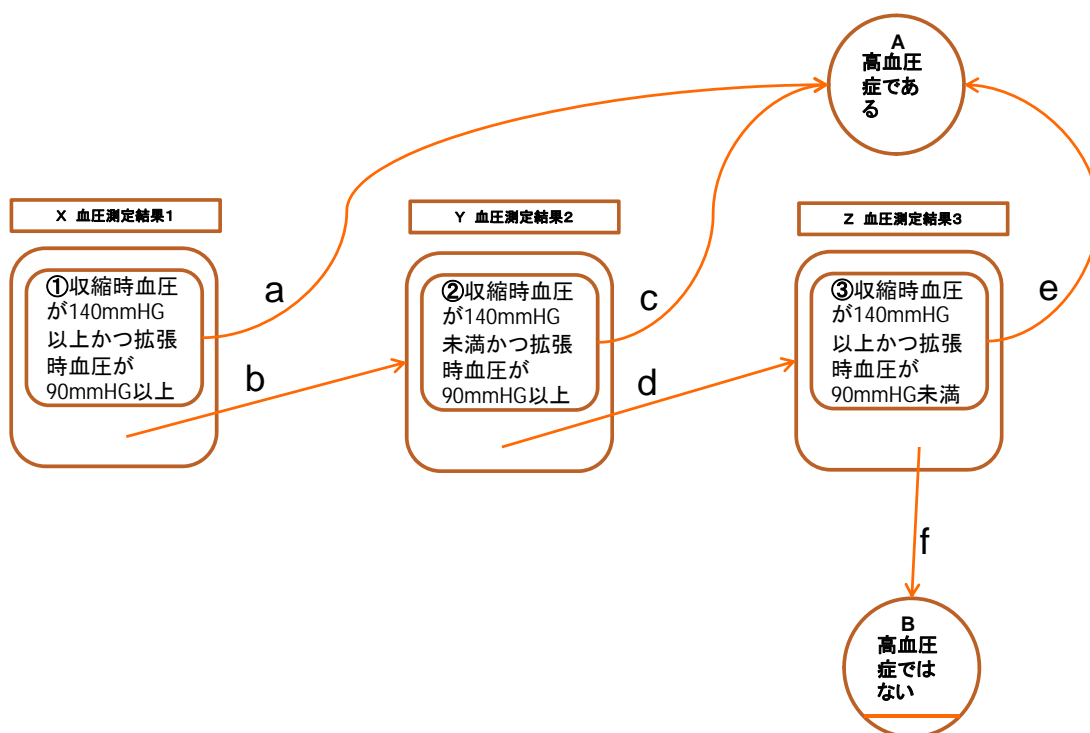 A
高血圧
症であ
る
X 血圧測定結果1
Y 血圧測定結果2
Z 血圧測定結果3
①収縮時血圧
が140mmHG
以上かつ拡張
時血圧が
90mmHG以上
a
b
②収縮時血圧
が140mmHG
未満かつ拡張
時血圧が
90mmHG以上
c
d
③収縮時血圧
が140mmHG
以上かつ拡張
時血圧が
90mmHG未満
e
f
B
高血圧
症では
ない